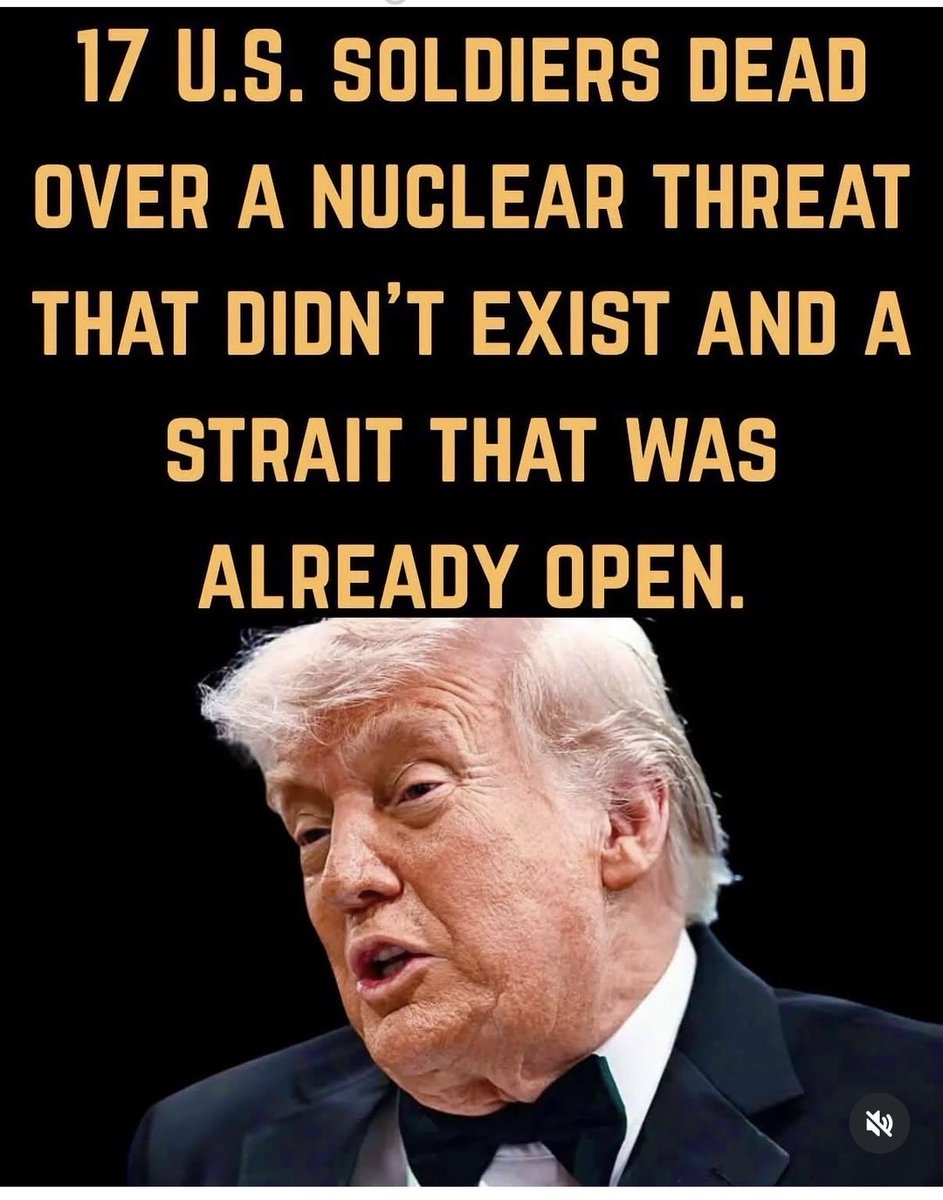 17 U.S. SOLDIERS DEAD
OVER A NUCLEAR THREAT
THAT DIDN'T EXIST AND A
STRAIT THAT WAS
ALREADY OPEN.